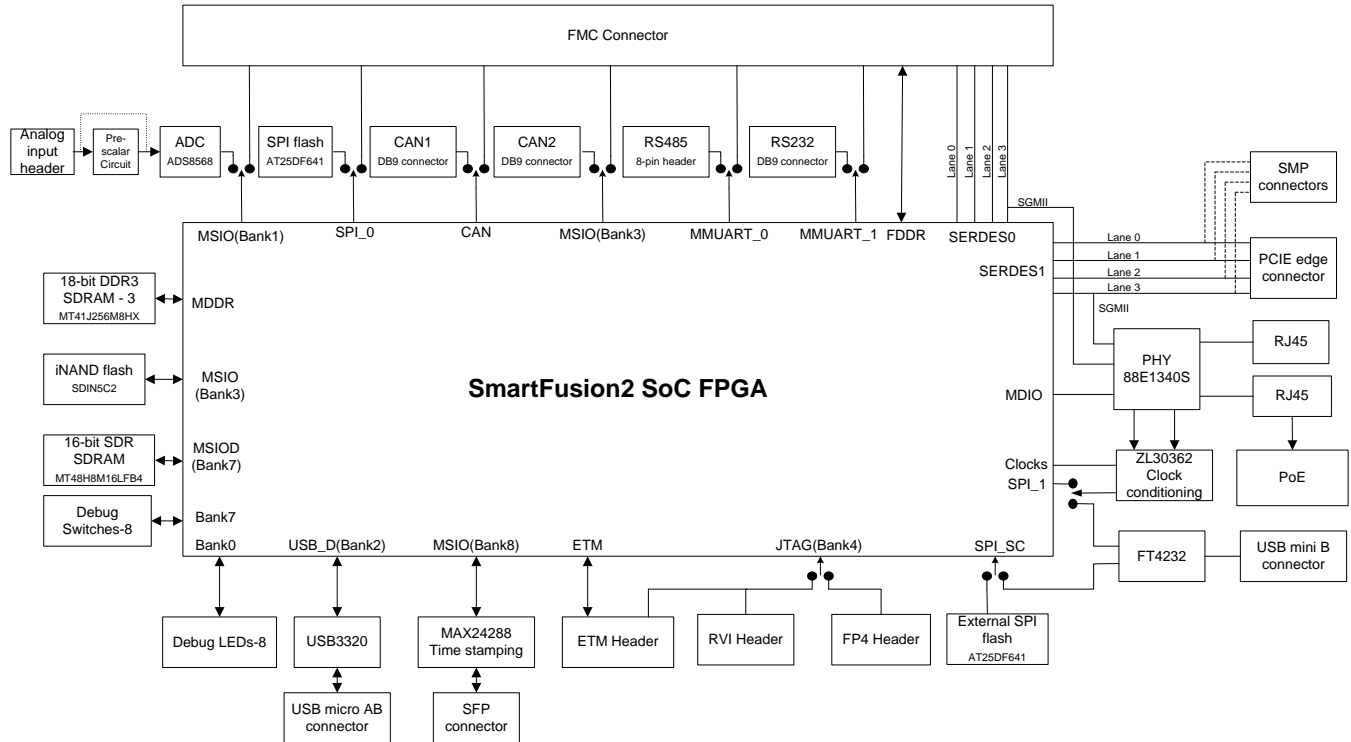 FMC Connector
Analog
input
header
Pre-
scalar
Circuit
ADC
ADS8568
SPI flash
AT25DF641
CAN1
DB9 connector
CAN2
DB9 connector
RS485
8-pin header
RS232
DB9 connector
Lane 0
Lane 1
Lane 2
Lane 3
SGMII
SMP
connectors
MSIO(Bank1)
SPI_0
CAN
MSIO(Bank3)
MMUART_0
MMUART_1
FDDR
SERDES0
SERDES1
Lane 0
Lane 1
Lane 2
Lane 3
SGMII
PCIE edge
connector
18-bit DDR3
SDRAM - 3
MT41J256M8HX
MDDR
iNAND flash
SDIN5C2
MSIO
(Bank3)
SmartFusion2 SoC FPGA
MDIO
PHY
88E1340S
RJ45
RJ45
16-bit SDR
SDRAM
MT48H8M16LFB4
MSIOD
(Bank7)
Clocks
SPI_1
ZL30362
Clock
conditioning
PoE
Debug
Switches-8
Bank7
Bank0
USB_D(Bank2)
MSIO(Bank8)
ETM
JTAG(Bank4)
SPI_SC
FT4232
USB mini B
connector
Debug LEDs-8
USB3320
MAX24288
Time stamping
ETM Header
RVI Header
FP4 Header
External SPI
flash
AT25DF641
USB micro AB
connector
SFP
connector